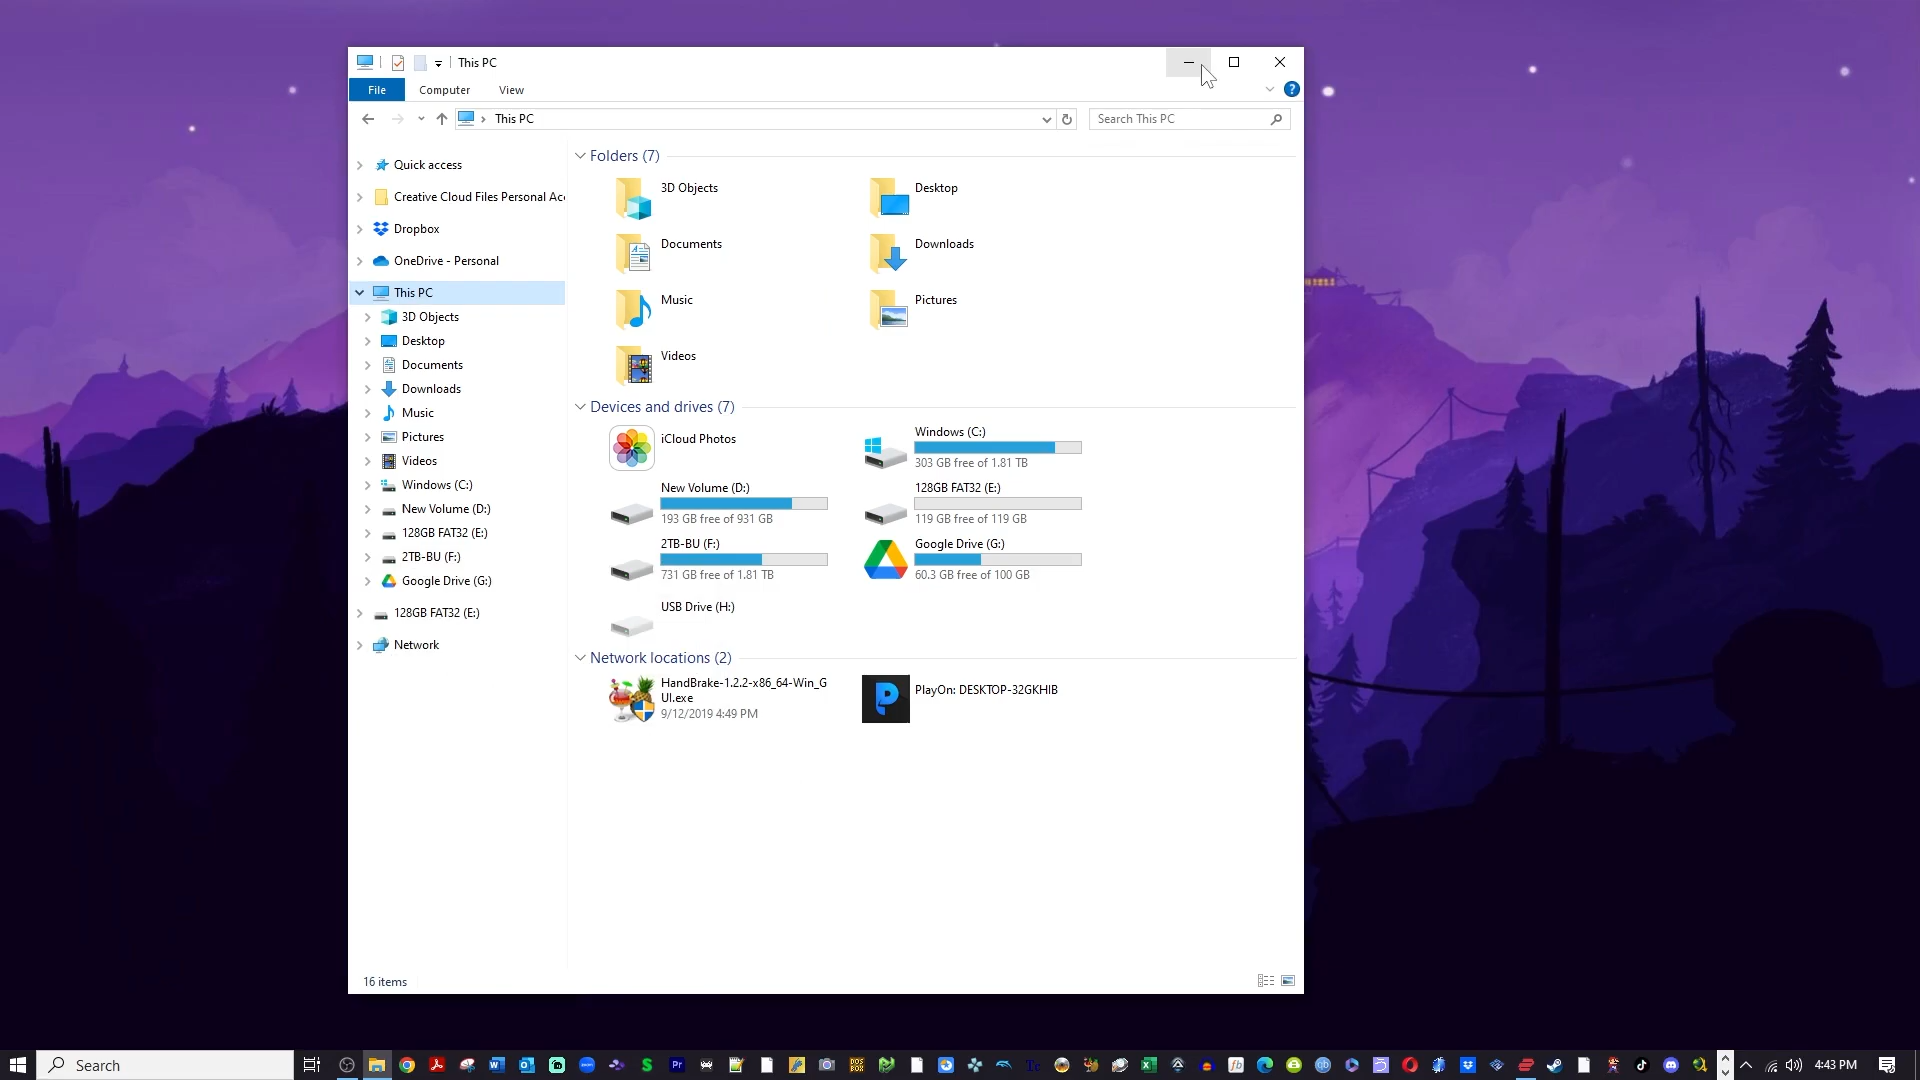 This PC
File
Computer
View
This PC
Search This PC
Quick access
Creative Cloud Files Personal Acc
Dropbox
OneDrive - Personal
This PC
3D Objects
Desktop
Documents
Downloads
Music
Pictures
Videos
Windows (C:)
New Volume (D:)
128GB FAT32 (E:)
2TB-BU (F:)
Google Drive (G:)
128GB FAT32 (E:)
Network
Folders (7)
3D Objects
Desktop
Documents
Downloads
Music
Pictures
Videos
Devices and drives (7)
iCloud Photos
Windows (C:)
303 GB free of 1.81 TB
New Volume (D:)
193 GB free of 931 GB
128GB FAT32 (E:)
119 GB free of 119 GB
2TB-BU (F:)
731 GB free of 1.81 TB
Google Drive (G:)
60.3 GB free of 100 GB
USB Drive (H:)
Network locations (2)
HandBrake-1.2.2-x86_64-Win_G
UI.exe
9/12/2019 4:49 PM
PlayOn: DESKTOP-32GKHIB
16 items
Search
4:43 PM